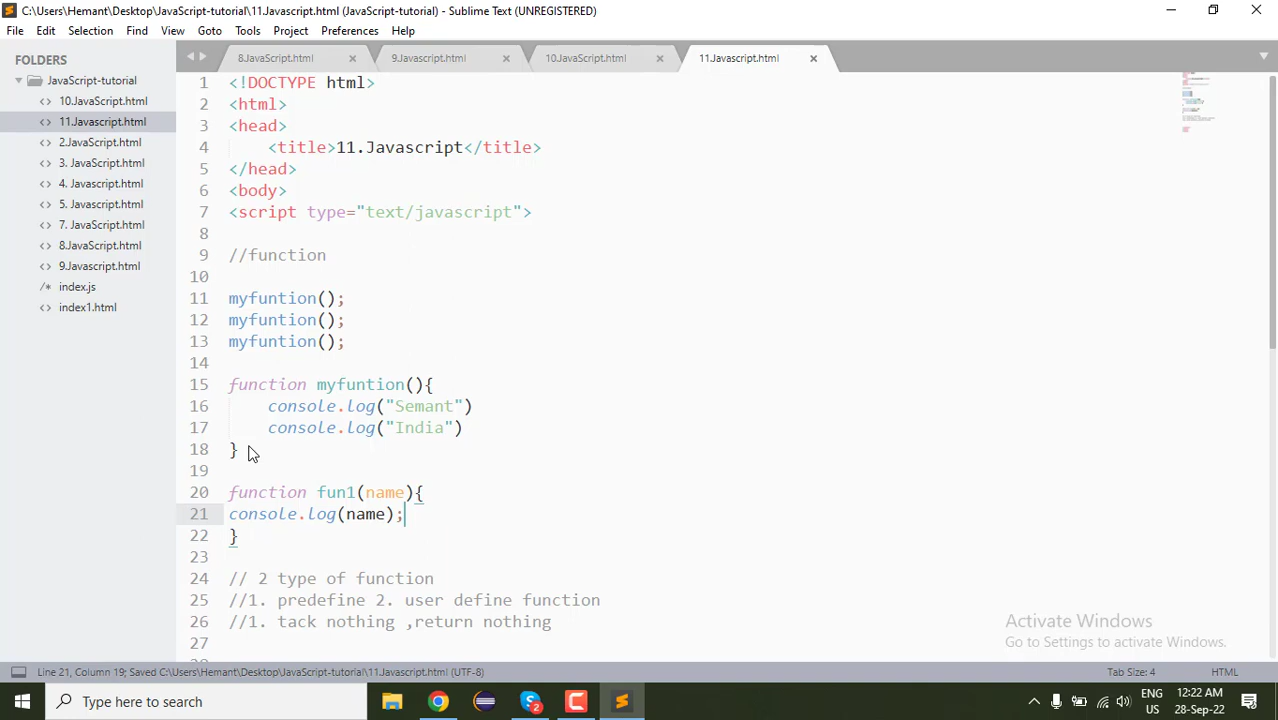 C:\Users\Hemant\Desktop\JavaScript-tutorial\11.Javascript.html (JavaScript-tutorial) - Sublime Text (UNREGISTERED)
File Edit Selection Find View Goto Tools Project Preferences Help
FOLDERS
JavaScript-tutorial
10.JavaScript.html
11.Javascript.html
2.JavaScript.html
3. JavaScript.html
4. Javascript.html
5. Javascript.html
7. JavaScript.html
8.JavaScript.html
9.Javascript.html
index.js
index1.html
8.JavaScript.html 9.Javascript.html 10.JavaScript.html 11.Javascript.html
1 <!DOCTYPE html>
2 <html>
3 <head>
4 <title>11.Javascript</title>
5 </head>
6 <body>
7 <script type="text/javascript">
8
9 //function
10
11 myfuntion();
12 myfuntion();
13 myfuntion();
14
15 function myfuntion(){
16 console.log("Semant")
17 console.log("India")
18 }
19
20 function fun1(name){
21 console.log(name);
22 }
23
24 // 2 type of function
25 //1. predefine 2. user define function
26 //1. tack nothing ,return nothing
27
Activate Windows
Go to Settings to activate Windows.
Line 21, Column 19; Saved C:\Users\Hemant\Desktop\JavaScript-tutorial\11.Javascript.html (UTF-8) Tab Size: 4 HTML
Type here to search 2 ENG US 12:22 AM 28-Sep-22